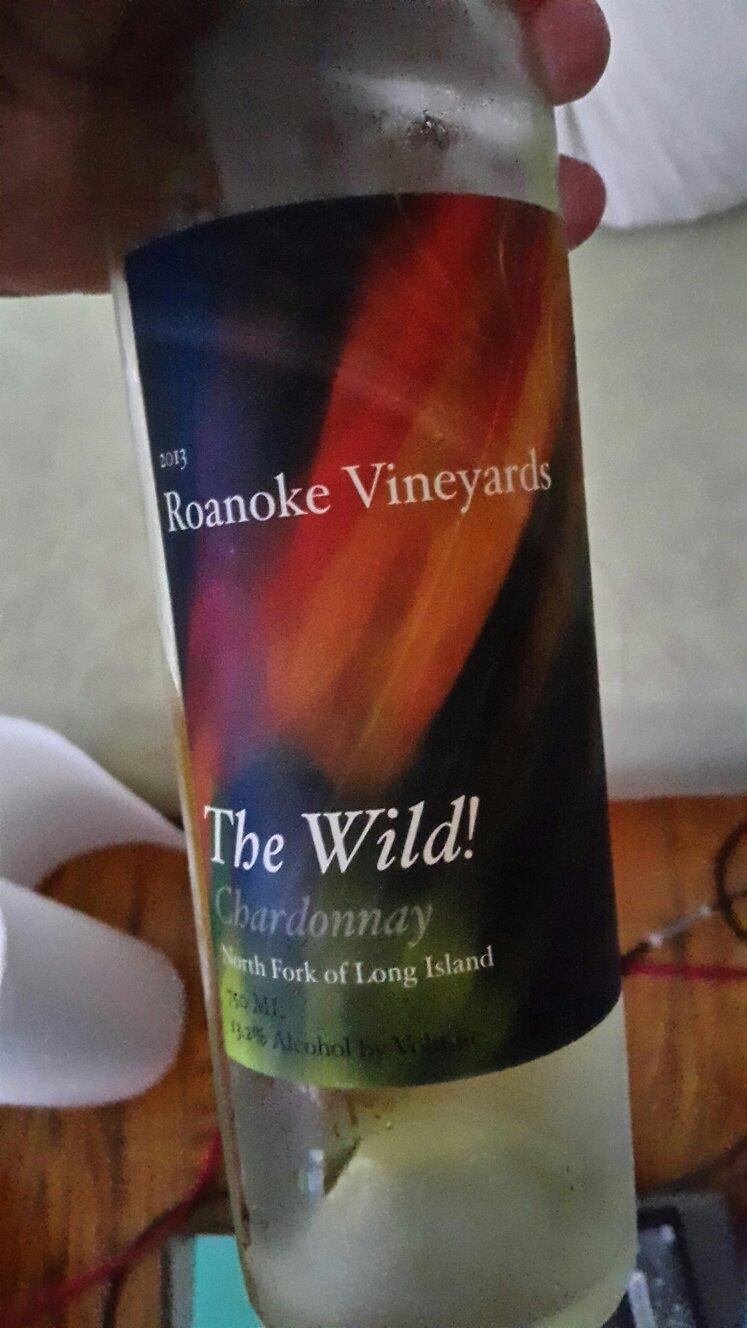 2013
Roanoke Vineyards
The Wild!
Chardonnay
North Fork of Long Island
750 ML
13.2% Alcohol by Volume